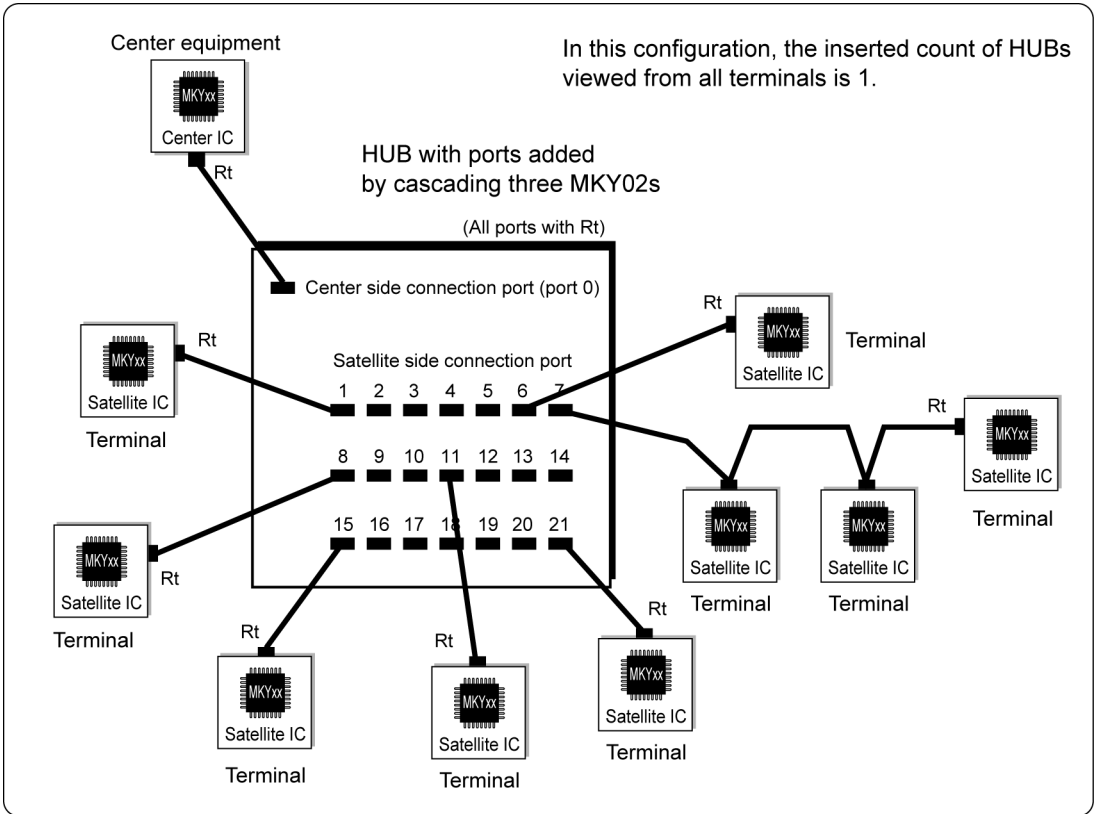 Center equipment
In this configuration, the inserted count of HUBs
viewed from all terminals is 1.
MKYxx
Center IC
Rt
HUB with ports added
by cascading three MKY02s
(All ports with Rt)
Center side connection port (port 0)
Rt
MKYxx
Satellite IC
Terminal
Rt
MKYxx
Satellite IC
Terminal
Satellite side connection port
1 2 3 4 5 6 7
8 9 10 11 12 13 14
15 16 17 18 19 20 21
Rt
MKYxx
Satellite IC
Terminal
MKYxx
Satellite IC
Terminal
MKYxx
Satellite IC
Terminal
Rt
MKYxx
Satellite IC
Terminal
Rt
MKYxx
Satellite IC
Terminal
Rt
MKYxx
Satellite IC
Terminal
Rt
MKYxx
Satellite IC
Terminal